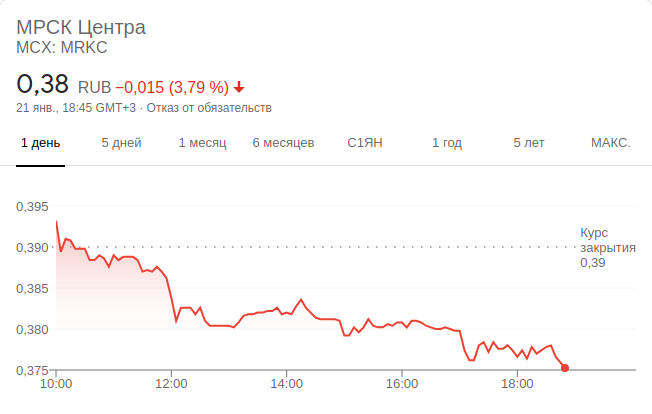 МРСК Центра
MCX: MRKC
0,38 RUB −0,015 (3,79 %)
21 янв., 18:45 GMT+3 · Отказ от обязательств
1 день 5 дней 1 месяц 6 месяцев С1ЯН 1 год 5 лет МАКС.
0,395
Курс
0,390 закрытия
0,39
0,385
0,380
0,375
10:00 12:00 14:00 16:00 18:00